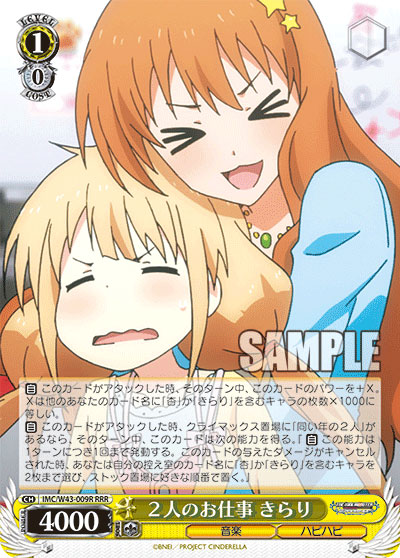 LEVEL
1
0
COST
SAMPLE
自 このカードがアタックした時、そのターン中、このカードのパワーを＋X。
Xは他のあなたのカード名に「杏」か「きらり」を含むキャラの枚数×1000に
等しい。
自 このカードがアタックした時、クライマックス置場に「同い年の2人」が
あるなら、そのターン中、このカードは次の能力を得る。『自 この能力は
1ターンにつき1回まで発動する。このカードの与えたダメージがキャンセル
された時、あなたは自分の控え室のカード名に「杏」か「きらり」を含むキャラを
2枚まで選び、ストック置場に好きな順番で置く。』
CH IMC/W43-009R RRR
4000
２人のお仕事 きらり
音楽
ハピハピ
©NEI／PROJECT CINDERELLA